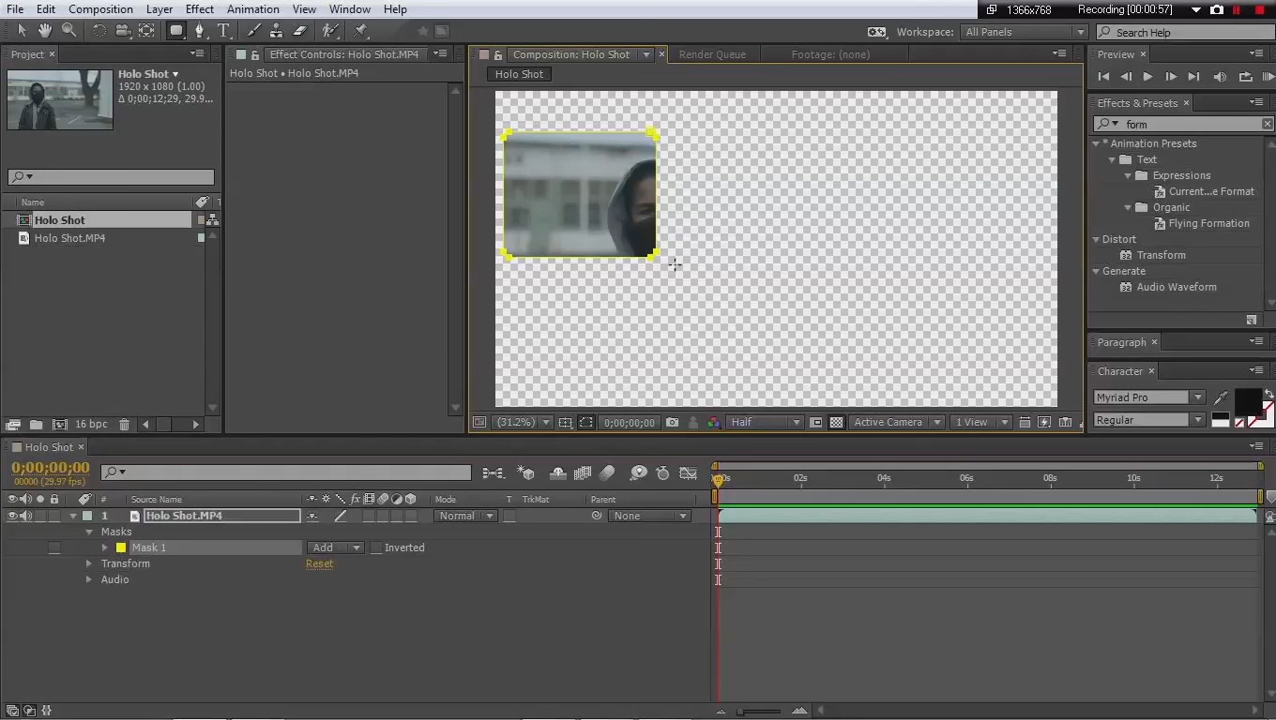 File Edit Composition Layer Effect Animation View Window Help
1366x768 Recording [00:00:57]
Workspace: All Panels
Search Help
Project
Effect Controls: Holo Shot.MP4
Composition: Holo Shot
Render Queue
Footage: (none)
Preview
Holo Shot
1920 x 1080 (1.00)
Δ 0;00;12;29, 29.9...
Holo Shot • Holo Shot.MP4
Holo Shot
Effects & Presets
form
Animation Presets
Text
Expressions
Current...e Format
Organic
Flying Formation
Distort
Transform
Generate
Audio Waveform
Name
Holo Shot
Holo Shot.MP4
Paragraph
Character
Myriad Pro
Regular
16 bpc
(31.2%)
0;00;00;00
Half
Active Camera
1 View
Holo Shot
0;00;00;00
00000 (29.97 fps)
02s 04s 06s 08s 10s 12s
# Source Name Mode T TrkMat Parent
1 Holo Shot.MP4 Normal None
Masks
Mask 1 Add Inverted
Transform Reset
Audio